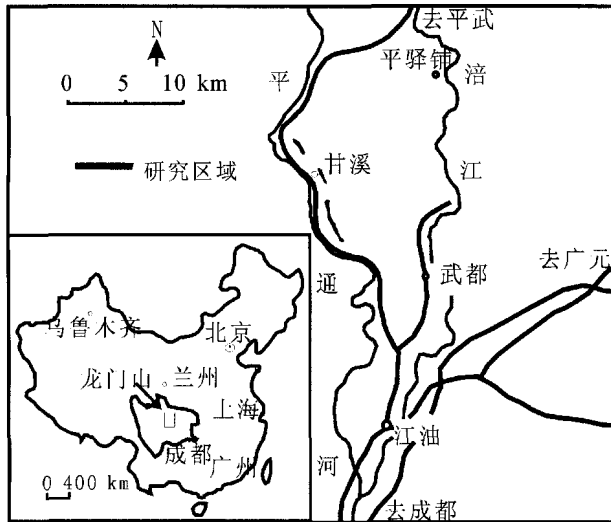 N
0 5 10 km
研究区域
去平武
平驿铺
平
涪
甘溪
江
去广元
通
武都
江油
河
去成都
乌鲁木齐
北京
龙门山
兰州
上海
成都
广州
0 400 km